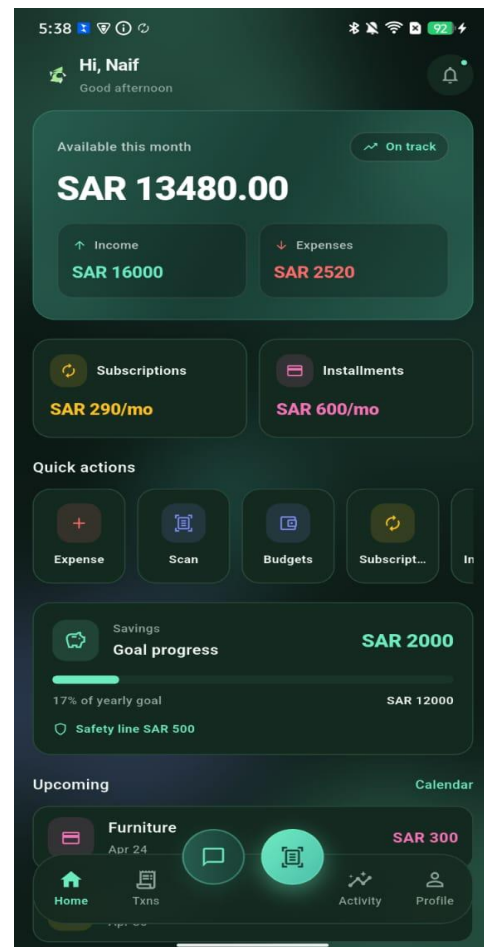 5:38
92
Hi, Naif
Good afternoon
Available this month
On track
SAR 13480.00
Income
Expenses
SAR 16000
SAR 2520
Subscriptions
Installments
SAR 290/mo
SAR 600/mo
Quick actions
Expense
Scan
Budgets
Subscript...
In
Savings
Goal progress
SAR 2000
17% of yearly goal
SAR 12000
Safety line SAR 500
Upcoming
Calendar
Furniture
Apr 24
SAR 300
Home
Txns
Activity
Profile